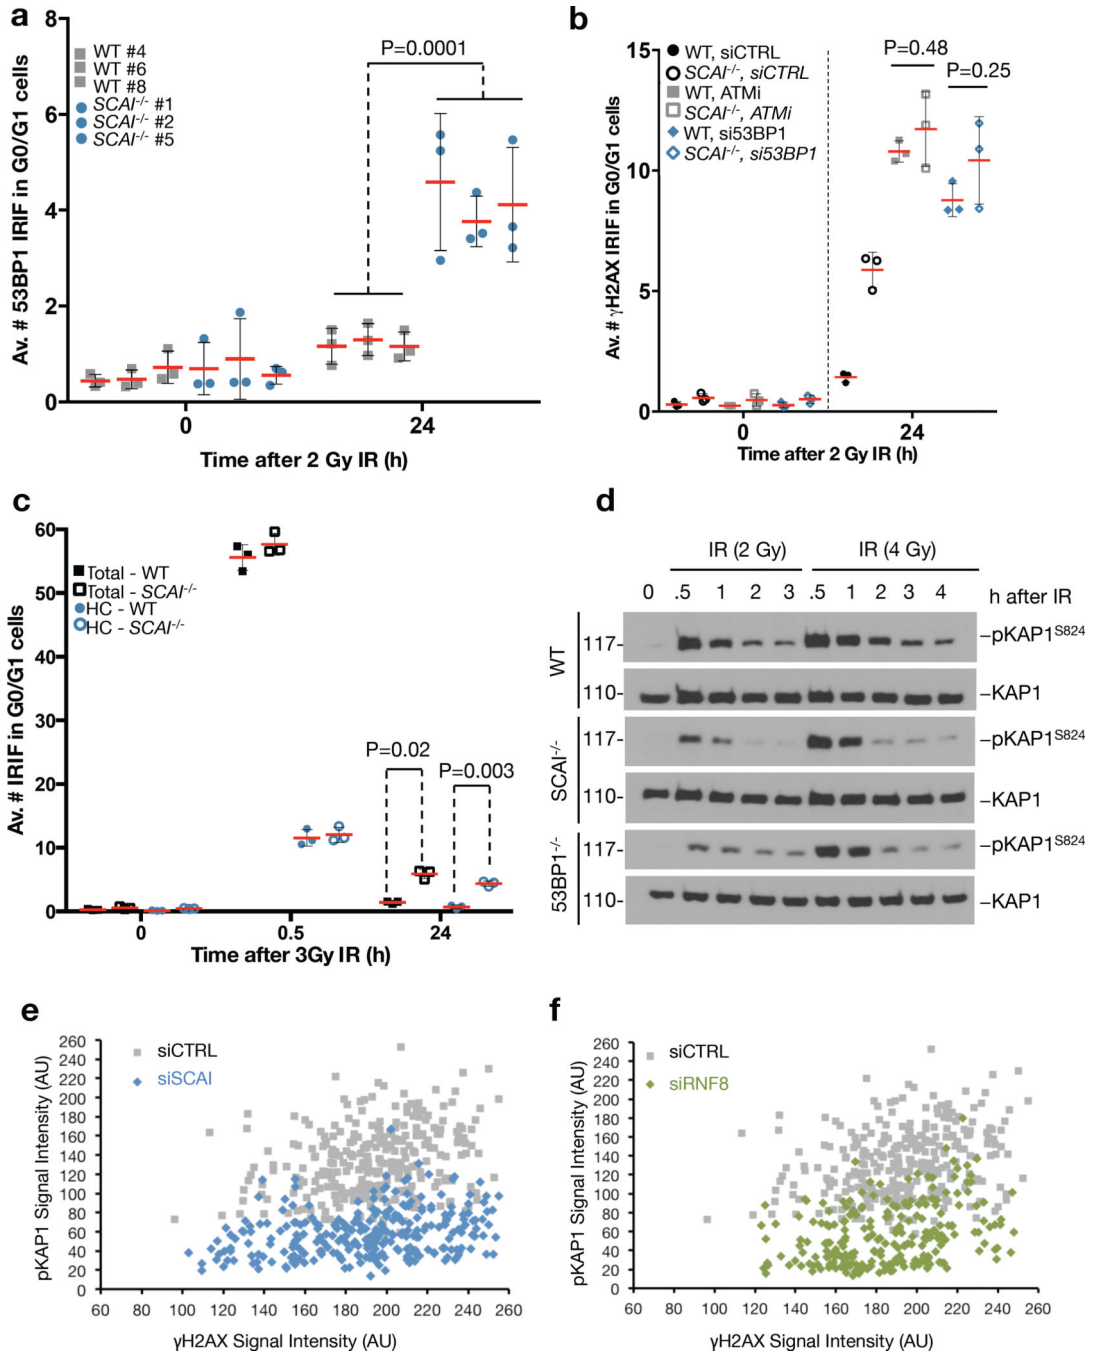 a
8
6
4
2
0
Av. # 53BP1 IRIF in G0/G1 cells
WT #4
WT #6
WT #8
SCAI-/- #1
SCAI-/- #2
SCAI-/- #5
P=0.0001
0
24
Time after 2 Gy IR (h)
b
15
10
5
0
Av. # γH2AX IRIF in G0/G1 cells
WT, siCTRL
SCAI-/-, siCTRL
WT, ATMi
SCAI-/-, ATMi
WT, si53BP1
SCAI-/-, si53BP1
P=0.48
P=0.25
0
24
Time after 2 Gy IR (h)
c
60
50
40
30
20
10
0
Av. # IRIF in G0/G1 cells
Total - WT
Total - SCAI-/-
HC - WT
HC - SCAI-/-
P=0.02
P=0.003
0
0.5
24
Time after 3Gy IR (h)
d
IR (2 Gy)
IR (4 Gy)
0 .5 1 2 3 .5 1 2 3 4 h after IR
WT
117-
-pKAP1S824
110-
-KAP1
SCAI-/-
117-
-pKAP1S824
110-
-KAP1
53BP1-/-
117-
-pKAP1S824
110-
-KAP1
e
260
240
220
200
180
160
140
120
100
80
60
40
20
0
pKAP1 Signal Intensity (AU)
siCTRL
siSCAI
60 80 100 120 140 160 180 200 220 240 260
γH2AX Signal Intensity (AU)
f
260
240
220
200
180
160
140
120
100
80
60
40
20
0
pKAP1 Signal Intensity (AU)
siCTRL
siRNF8
60 80 100 120 140 160 180 200 220 240 260
γH2AX Signal Intensity (AU)